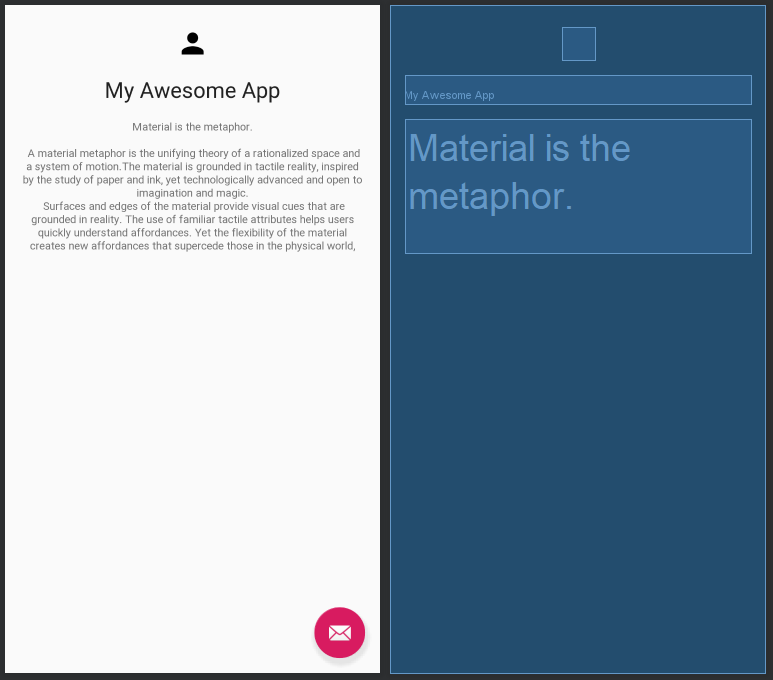 My Awesome App
Material is the metaphor.
A material metaphor is the unifying theory of a rationalized space and
a system of motion.The material is grounded in tactile reality, inspired
by the study of paper and ink, yet technologically advanced and open to
imagination and magic.
Surfaces and edges of the material provide visual cues that are
grounded in reality. The use of familiar tactile attributes helps users
quickly understand affordances. Yet the flexibility of the material
creates new affordances that supercede those in the physical world,
My Awesome App
Material is the
metaphor.